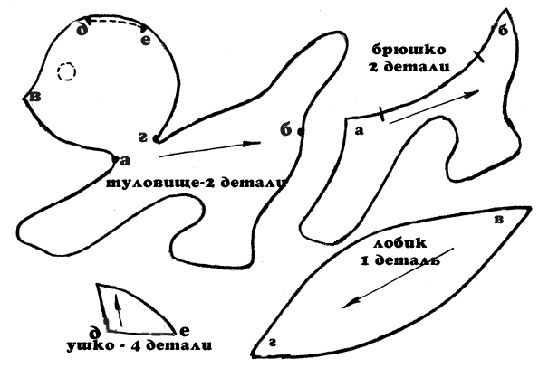 д е
в
г
а
б
туловище-2 детали
б
брюшко
2 детали
а
в
лобик
1 деталь
г
д е
ушко - 4 детали